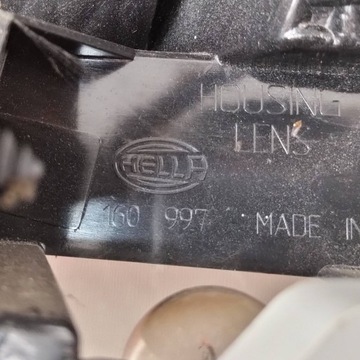 HOUSING
LENS
HELLA
160 997 MADE IN